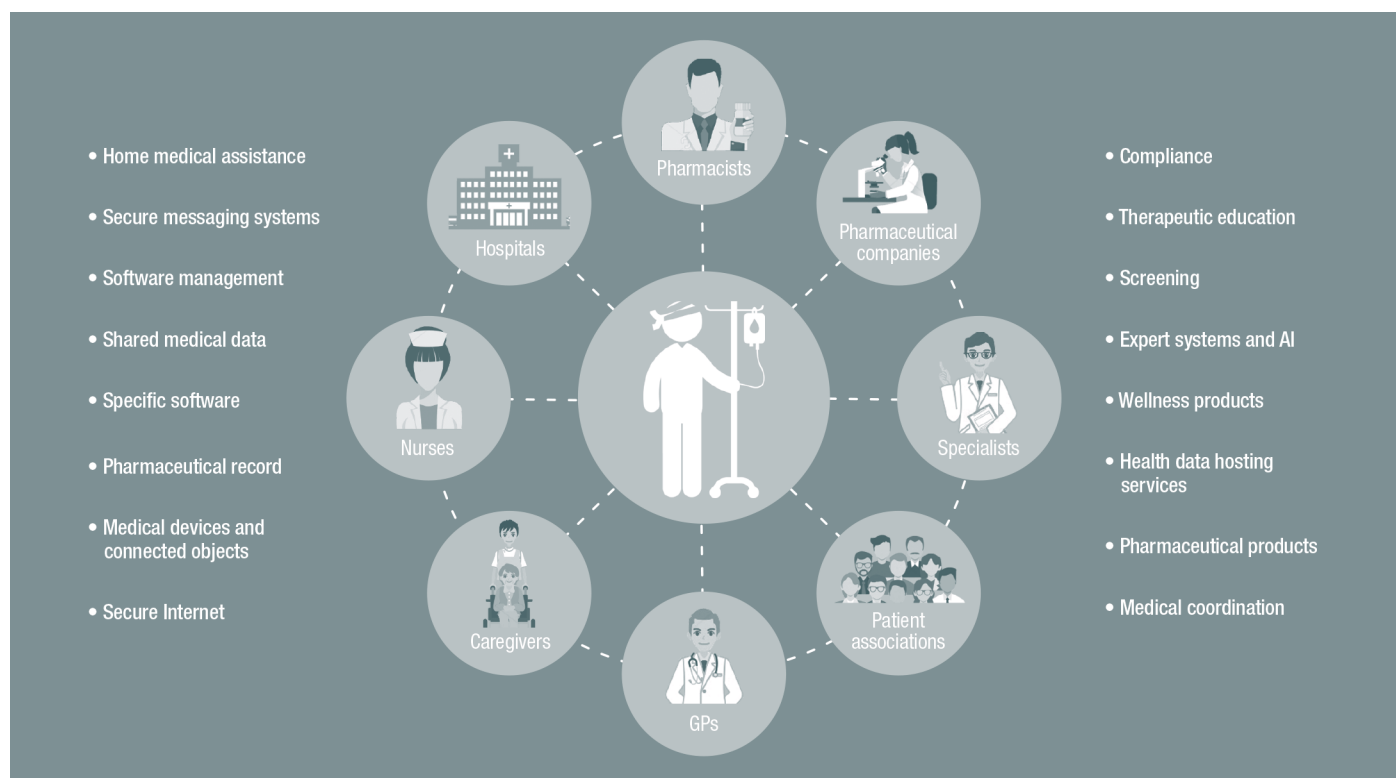 • Home medical assistance
• Secure messaging systems
• Software management
• Shared medical data
• Specific software
• Pharmaceutical record
• Medical devices and
connected objects
• Secure Internet
Pharmacists
Hospitals
Pharmaceutical
companies
Nurses
Specialists
Caregivers
Patient
associations
GPs
• Compliance
• Therapeutic education
• Screening
• Expert systems and AI
• Wellness products
• Health data hosting
services
• Pharmaceutical products
• Medical coordination